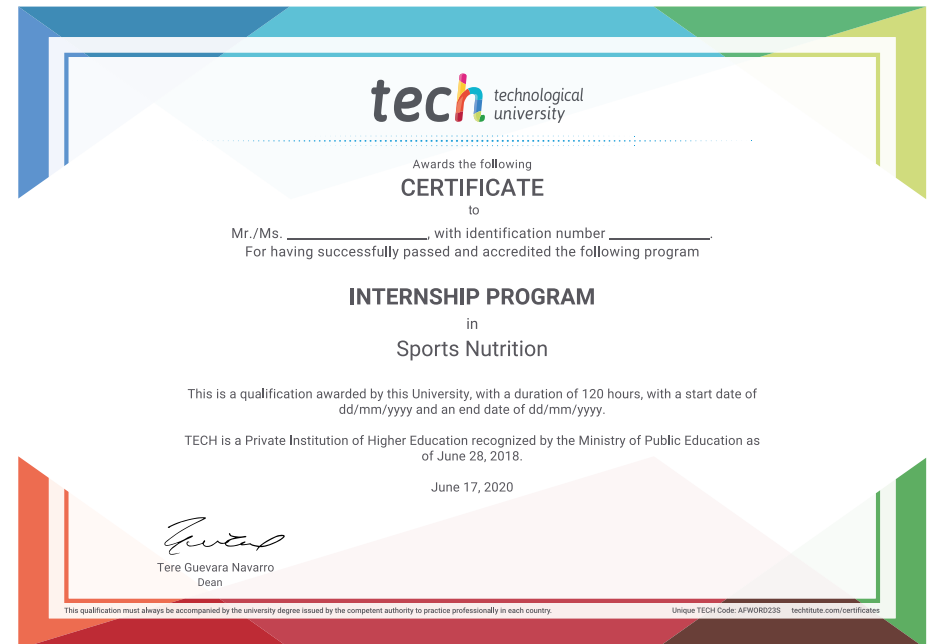 tech technological
university
Awards the following
CERTIFICATE
to
Mr./Ms. ____________________, with identification number ______________.
For having successfully passed and accredited the following program
INTERNSHIP PROGRAM
in
Sports Nutrition
This is a qualification awarded by this University, with a duration of 120 hours, with a start date of
dd/mm/yyyy and an end date of dd/mm/yyyy.
TECH is a Private Institution of Higher Education recognized by the Ministry of Public Education as
of June 28, 2018.
June 17, 2020
Tere Guevara Navarro
Dean
This qualification must always be accompanied by the university degree issued by the competent authority to practice professionally in each country. Unique TECH Code: AFWORD23S techtitute.com/certificates